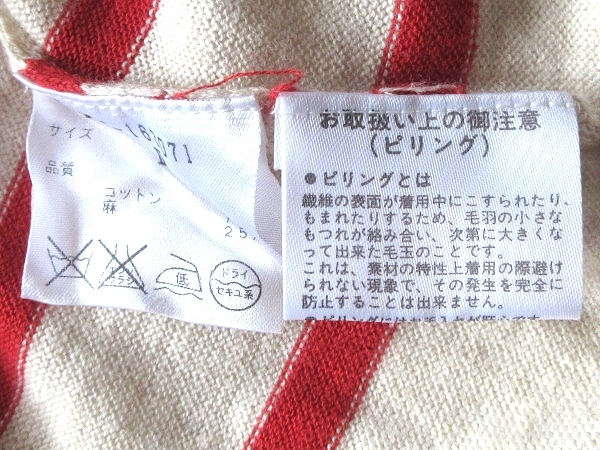 サイズ
品質
コットン
麻
25.
低
ドライ
セキユ系
お取扱い上の御注意
(ピリング)
●ピリングとは
繊維の表面が着用中にこすられたり、
もまれたりするため、毛羽の小さな
もつれが絡み合い、次第に大きくな
って出来た毛玉のことです。
これは、素材の特性上着用の際避け
られない現象で、その発生を完全に
防止することは出来ません。